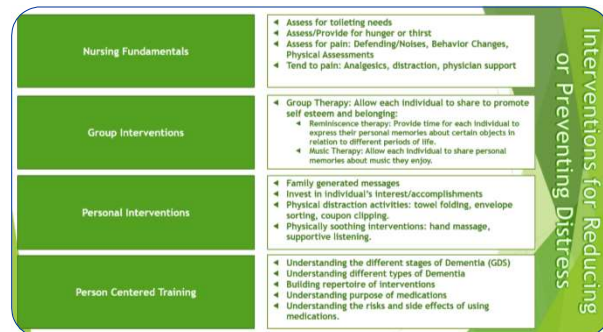 Nursing Fundamentals
Assess for toileting needs
Assess/Provide for hunger or thirst
Assess for pain: Defending/Noises, Behavior Changes,
Physical Assessments
Tend to pain: Analgesics, distraction, physician support
Group Interventions
Group Therapy: Allow each individual to share to promote
self esteem and belonging:
Reminiscence therapy: Provide time for each individual to
express their personal memories about certain objects in
relation to different periods of life.
Music Therapy: Allow each individual to share personal
memories about music they enjoy.
Personal Interventions
Family generated messages
Invest in individual's interest/accomplishments
Physical distraction activities: towel folding, envelope
sorting, coupon clipping.
Physically soothing interventions: hand massage,
supportive listening.
Person Centered Training
Understanding the different stages of Dementia (GDS)
Understanding different types of Dementia
Building repertoire of interventions
Understanding purpose of medications
Understanding the risks and side effects of using
medications.
Interventions for Reducing
or Preventing Distress